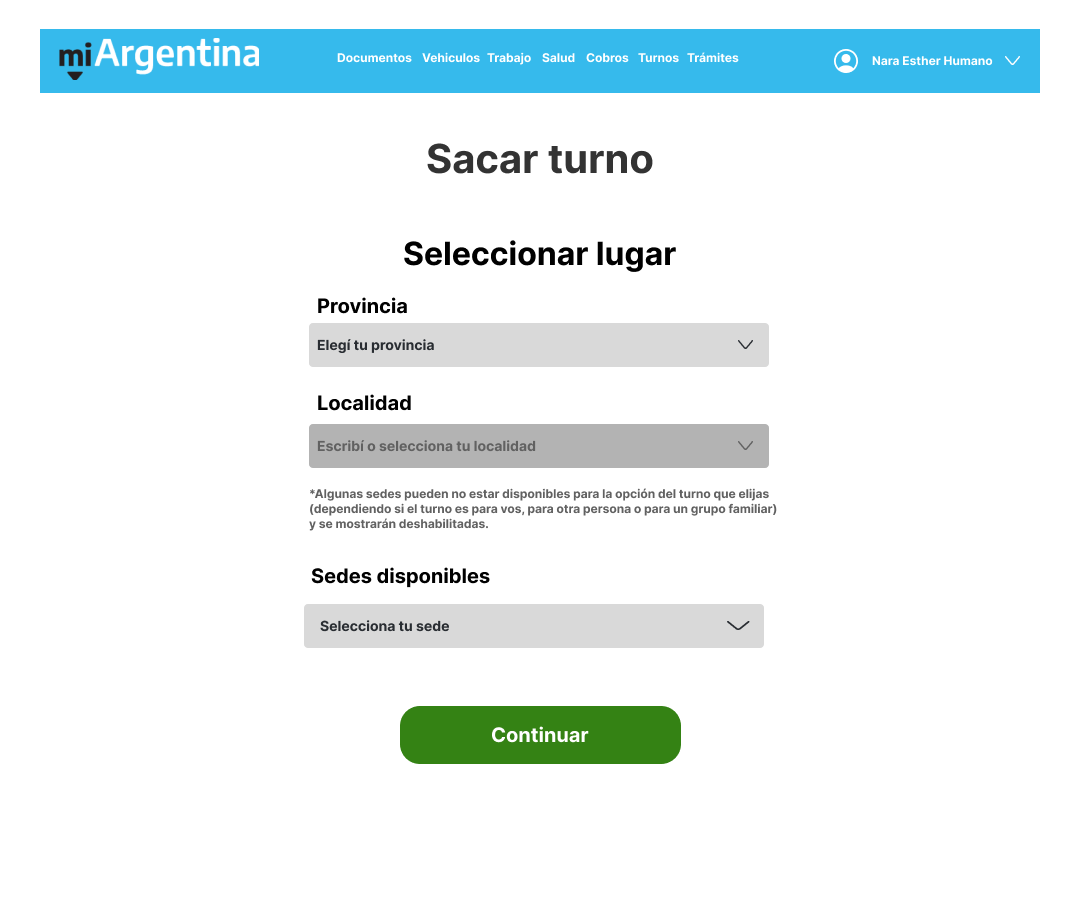 miArgentina
Documentos Vehiculos Trabajo Salud Cobros Turnos Trámites
Nara Esther Humano
Sacar turno
Seleccionar lugar
Provincia
Elegí tu provincia
Localidad
Escribí o selecciona tu localidad
*Algunas sedes pueden no estar disponibles para la opción del turno que elijas
(dependiendo si el turno es para vos, para otra persona o para un grupo familiar)
y se mostrarán deshabilitadas.
Sedes disponibles
Selecciona tu sede
Continuar